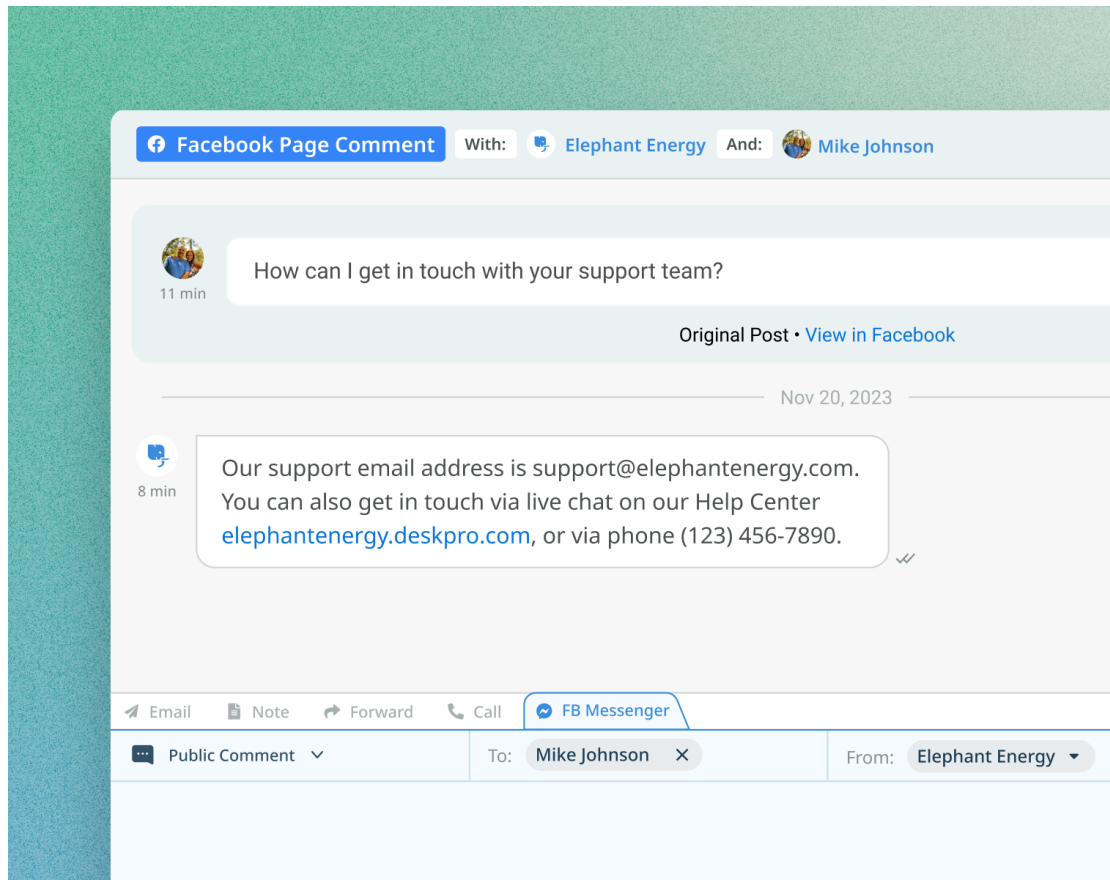 Facebook Page Comment With: Elephant Energy And: Mike Johnson
How can I get in touch with your support team?
11 min
Original Post • View in Facebook
Nov 20, 2023
Our support email address is support@elephantenergy.com.
8 min
You can also get in touch via live chat on our Help Center
elephantenergy.deskpro.com, or via phone (123) 456-7890.
Email Note Forward Call FB Messenger
Public Comment To: Mike Johnson From: Elephant Energy